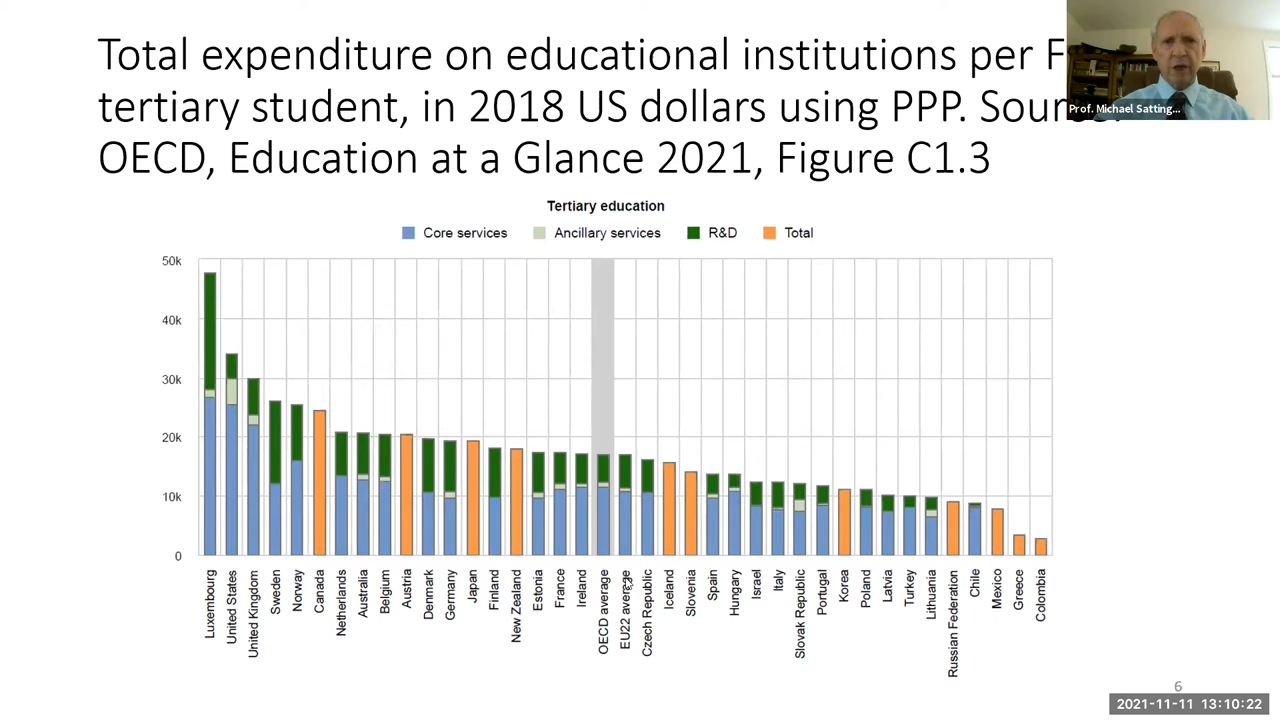 Total expenditure on educational institutions per F
tertiary student, in 2018 US dollars using PPP. Source:
OECD, Education at a Glance 2021, Figure C1.3
Prof. Michael Satting...
Tertiary education
Core services Ancillary services R&D Total
50k
40k
30k
20k
10k
0
Luxembourg
United States
United Kingdom
Sweden
Norway
Canada
Netherlands
Australia
Belgium
Austria
Denmark
Germany
Japan
Finland
New Zealand
Estonia
France
Ireland
OECD average
EU22 average
Czech Republic
Iceland
Slovenia
Spain
Hungary
Israel
Italy
Slovak Republic
Portugal
Korea
Poland
Latvia
Turkey
Lithuania
Russian Federation
Chile
Mexico
Greece
Colombia
6
2021-11-11 13:10:22